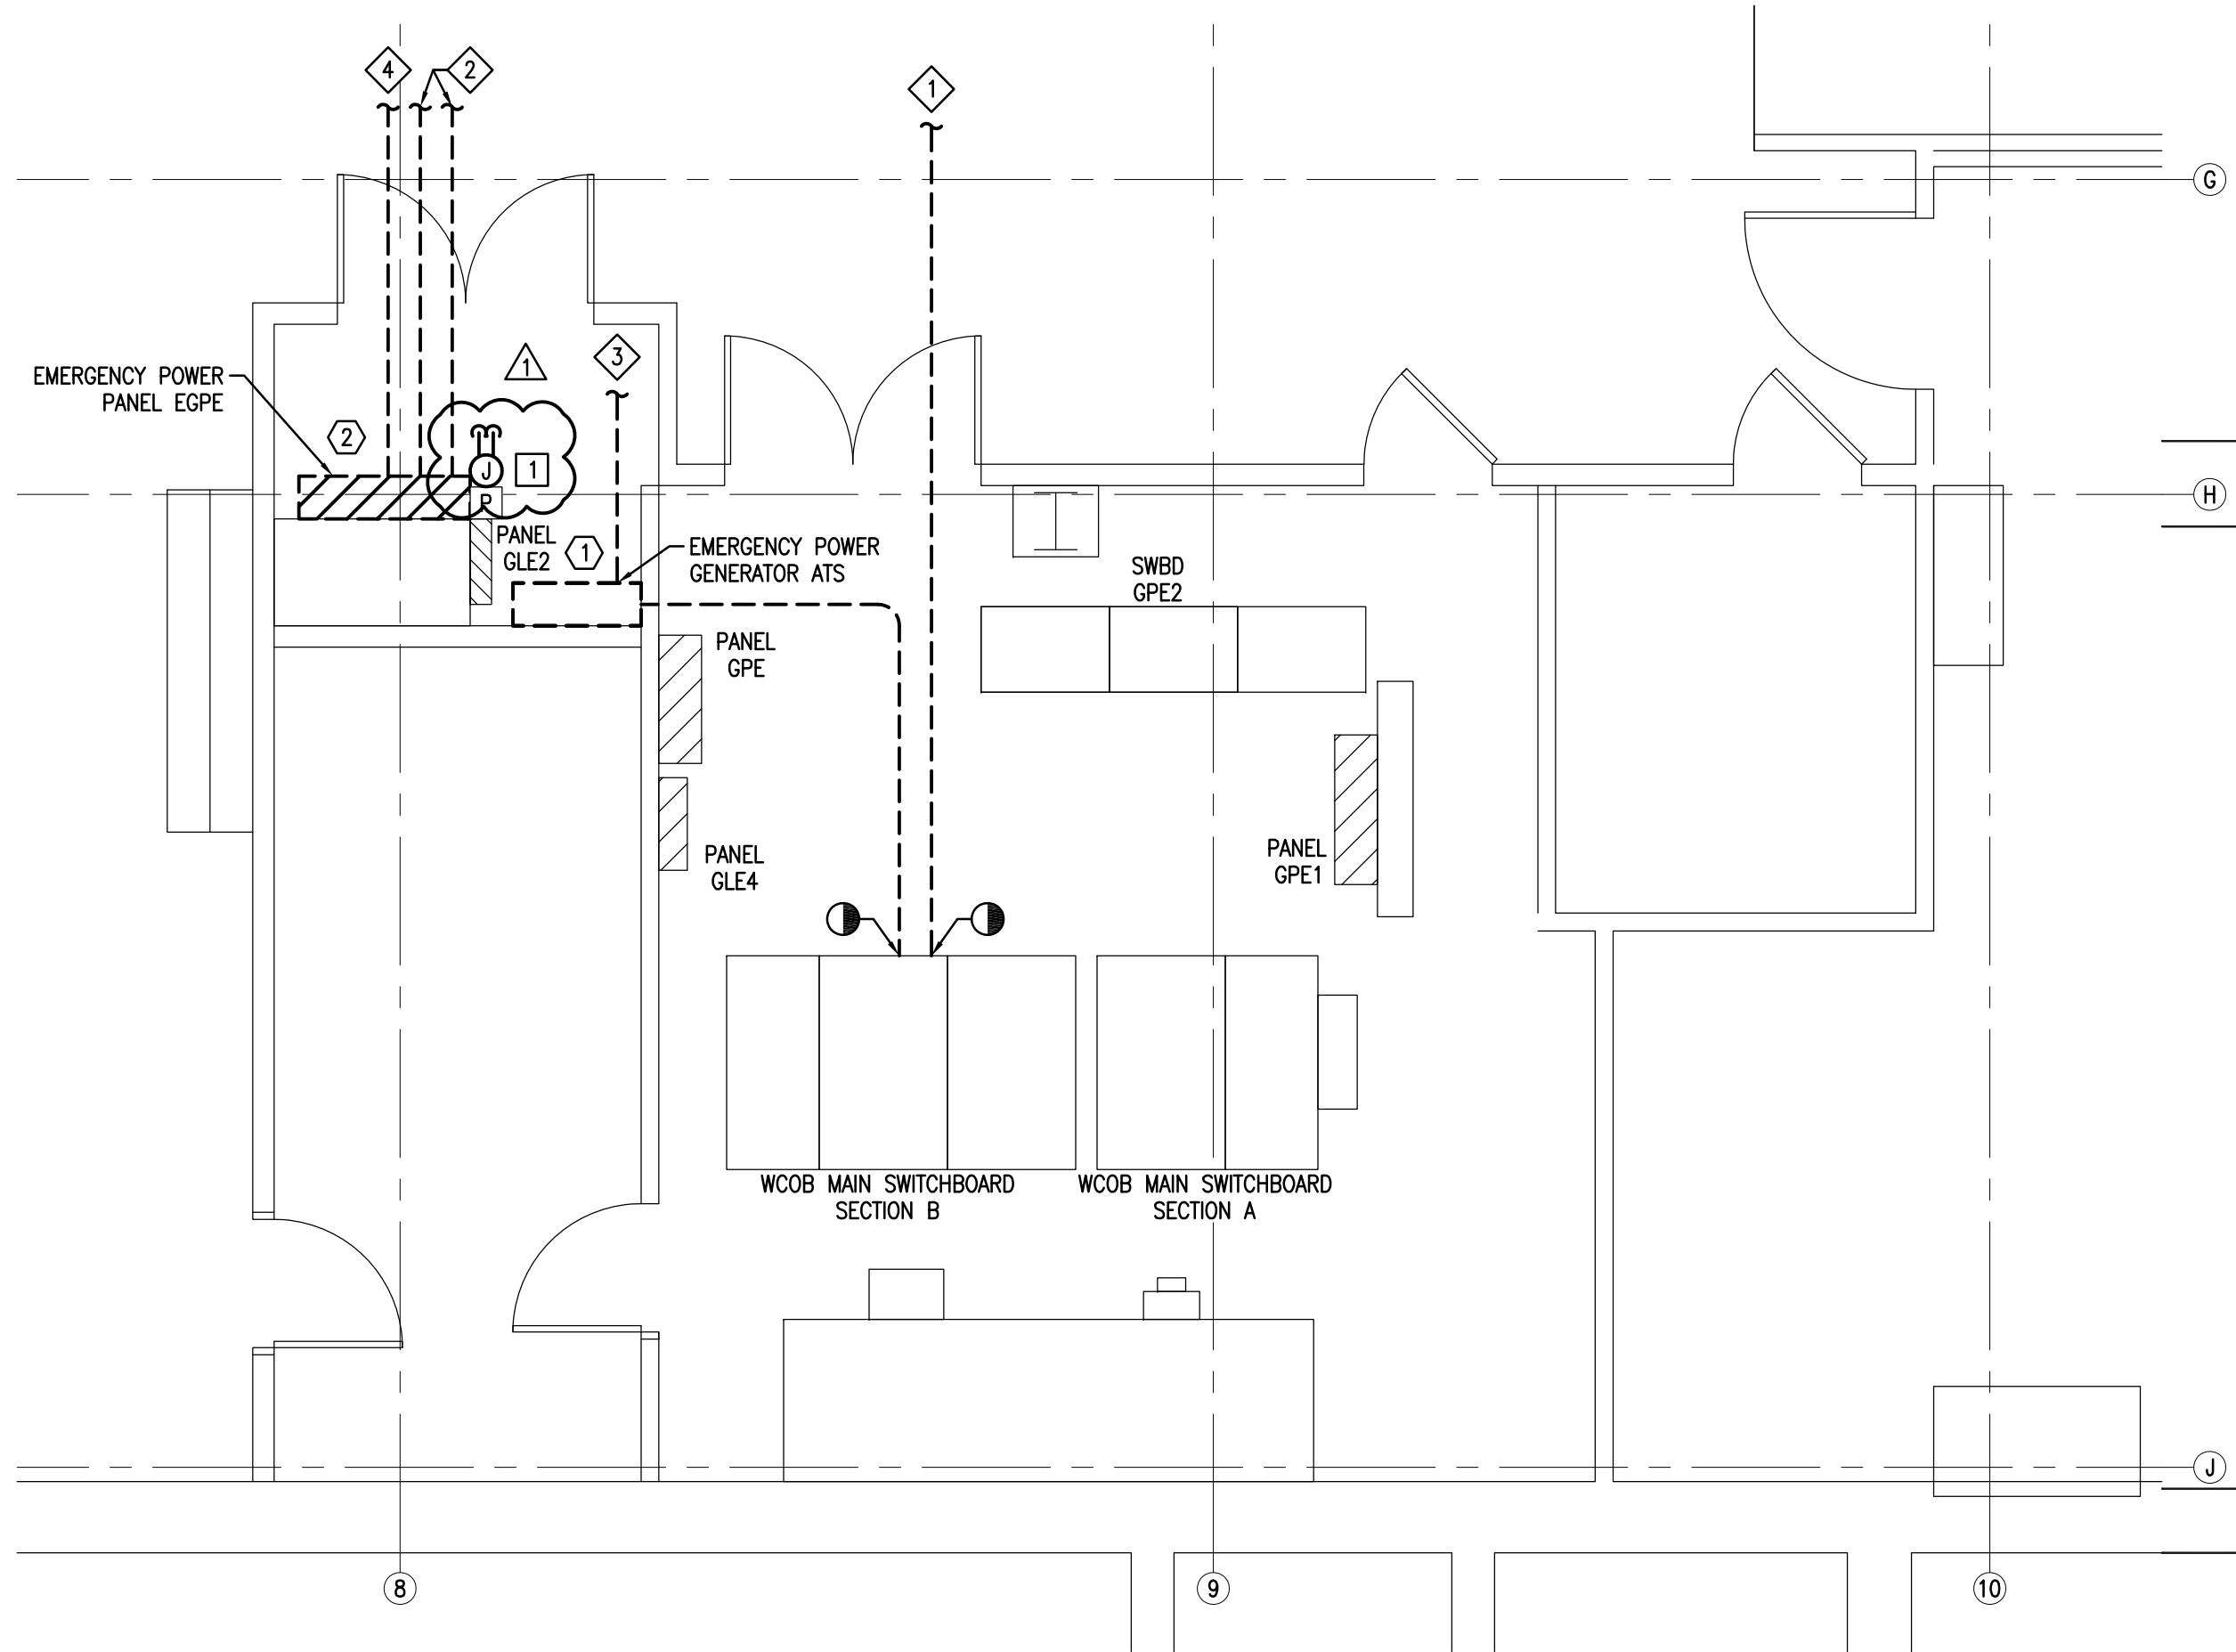 4
2
1
G
3
1
EMERGENCY POWER
PANEL EGPE
2
J
1
H
P
PANEL
GLE2
1
EMERGENCY POWER
GENERATOR ATS
SWBD
GPE2
PANEL
GPE
PANEL
GLE4
PANEL
GPE1
WCOB MAIN SWITCHBOARD
SECTION B
WCOB MAIN SWITCHBOARD
SECTION A
J
8
9
10